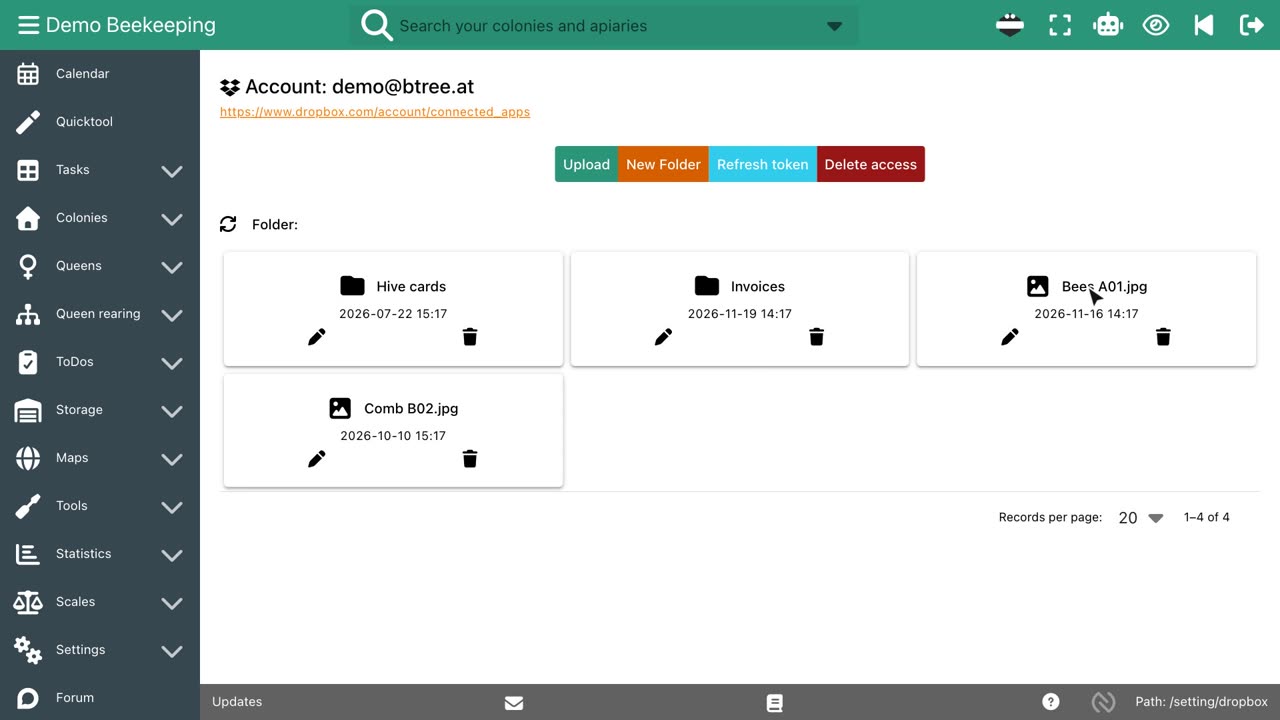 Demo Beekeeping
Search your colonies and apiaries
Calendar
Quicktool
Tasks
Colonies
Queens
Queen rearing
ToDos
Storage
Maps
Tools
Statistics
Scales
Settings
Forum
Account: demo@btree.at
https://www.dropbox.com/account/connected_apps
Upload New Folder Refresh token Delete access
Folder:
Hive cards
2026-07-22 15:17
Invoices
2026-11-19 14:17
Bees A01.jpg
2026-11-16 14:17
Comb B02.jpg
2026-10-10 15:17
Records per page: 20 1–4 of 4
Updates
Path: /setting/dropbox